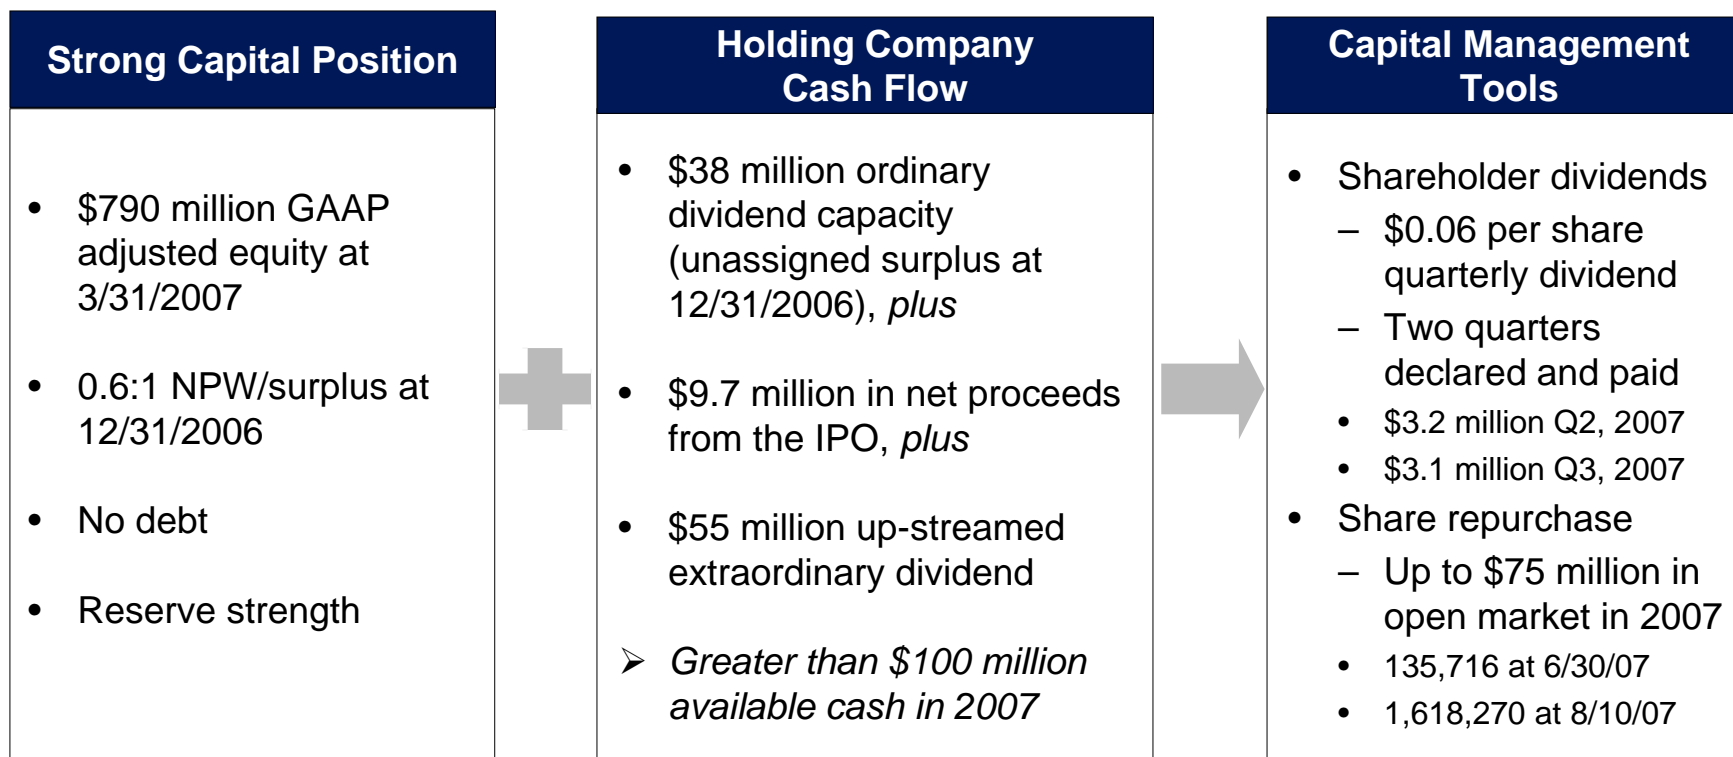 Strong Capital Position
• $790 million GAAP
adjusted equity at
3/31/2007
• 0.6:1 NPW/surplus at
12/31/2006
• No debt
• Reserve strength
Holding Company
Cash Flow
• $38 million ordinary
dividend capacity
(unassigned surplus at
12/31/2006), plus
• $9.7 million in net proceeds
from the IPO, plus
• $55 million up-streamed
extraordinary dividend
➢ Greater than $100 million
available cash in 2007
Capital Management
Tools
• Shareholder dividends
– $0.06 per share
quarterly dividend
– Two quarters
declared and paid
• $3.2 million Q2, 2007
• $3.1 million Q3, 2007
• Share repurchase
– Up to $75 million in
open market in 2007
• 135,716 at 6/30/07
• 1,618,270 at 8/10/07